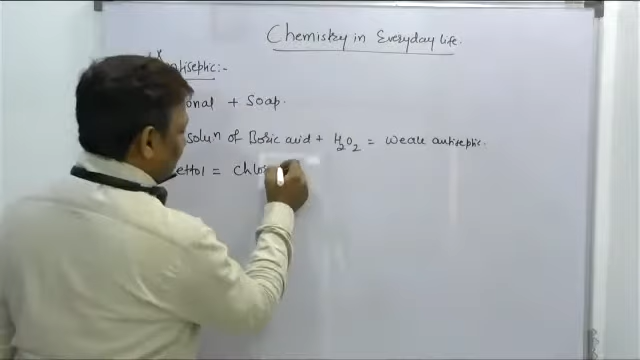 Chemistry in Everyday life.
Antiseptic:-
onal + Soap.
solun of Boric acid + H2O2 = Weak antiseptic.
ettol = chlo